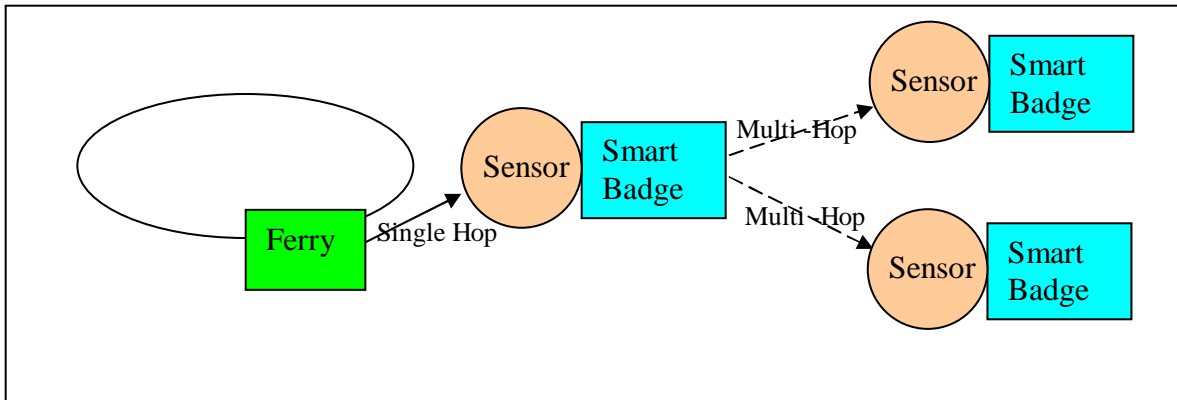 Ferry
Single Hop
Sensor
Smart
Badge
Multi -Hop
Multi -Hop
Sensor
Smart
Badge
Sensor
Smart
Badge